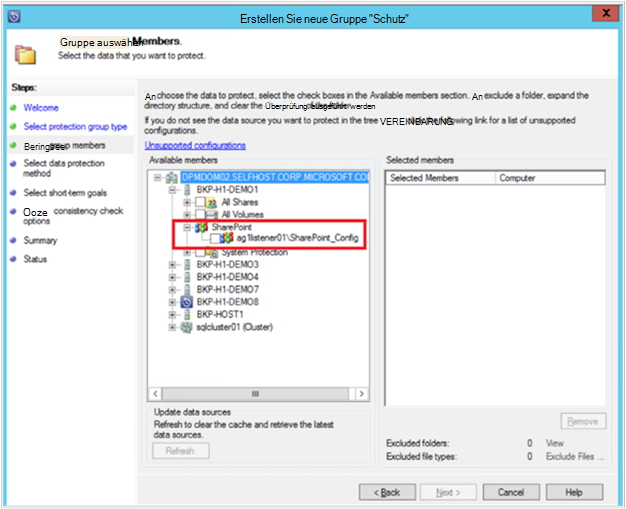 Erstellen Sie neue Gruppe "Schutz"
x
Gruppe auswählen Members.
Select the data that you want to protect.
Steps:
Welcome
Select protection group type
group members
Select data protection
method
Select short-term goals
Ooze consistency check
options
Summary
Status
An choose the data to protect, select the check boxes in the Available members section. An exclude a folder, expand the
directory structure, and clear the Überprüfung ausgeführt werden
If you do not see the data source you want to protect in the tree VEREINBARUNG following link for a list of unsupported
configurations.
Unsupported configurations
Available members
DPMDOM02.SELFHOST.CORP.MICROSOFT.CO
BKP-H1-DEMO1
All Shares
All Volumes
SharePoint
ag1listener01\SharePoint_Config
System Protection
BKP-H1-DEMO3
BKP-H1-DEMO4
BKP-H1-DEMO7
BKP-H1-DEMO8
BKP-HOST1
sqlcluster01 (Cluster)
Update data sources
Refresh to clear the cache and retrieve the latest
data sources.
Refresh
Selected members
Selected Members Computer
Remove
Excluded folders: 0 View
Excluded file types: 0 Exclude Files ...
< Back Next > Cancel Help